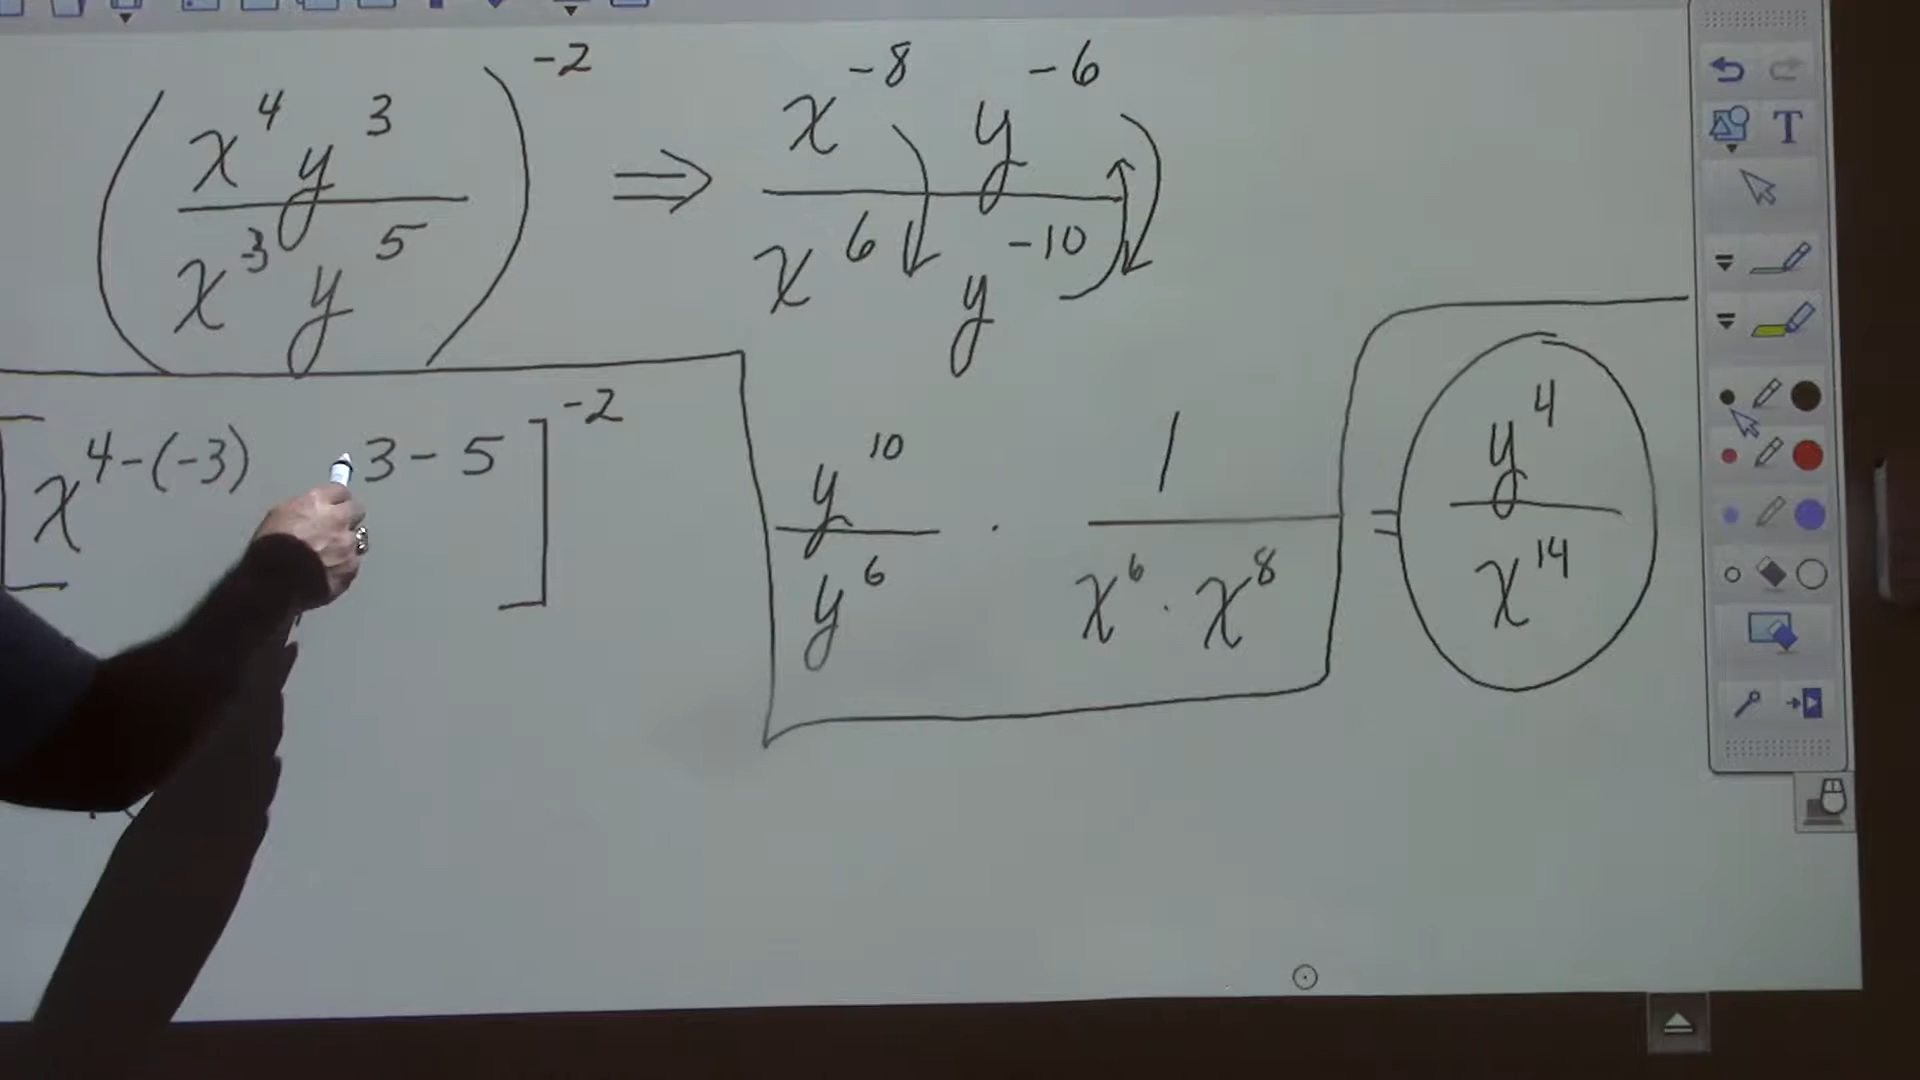 (x^4 y^3 / x^-3 y^5)^-2 ⇒ x^-8 y^-6 / x^6 y^-10
[x^4-(-3) 3-5]^-2
y^10 / y^6 · 1 / x^6 · x^8 = y^4 / x^14
T